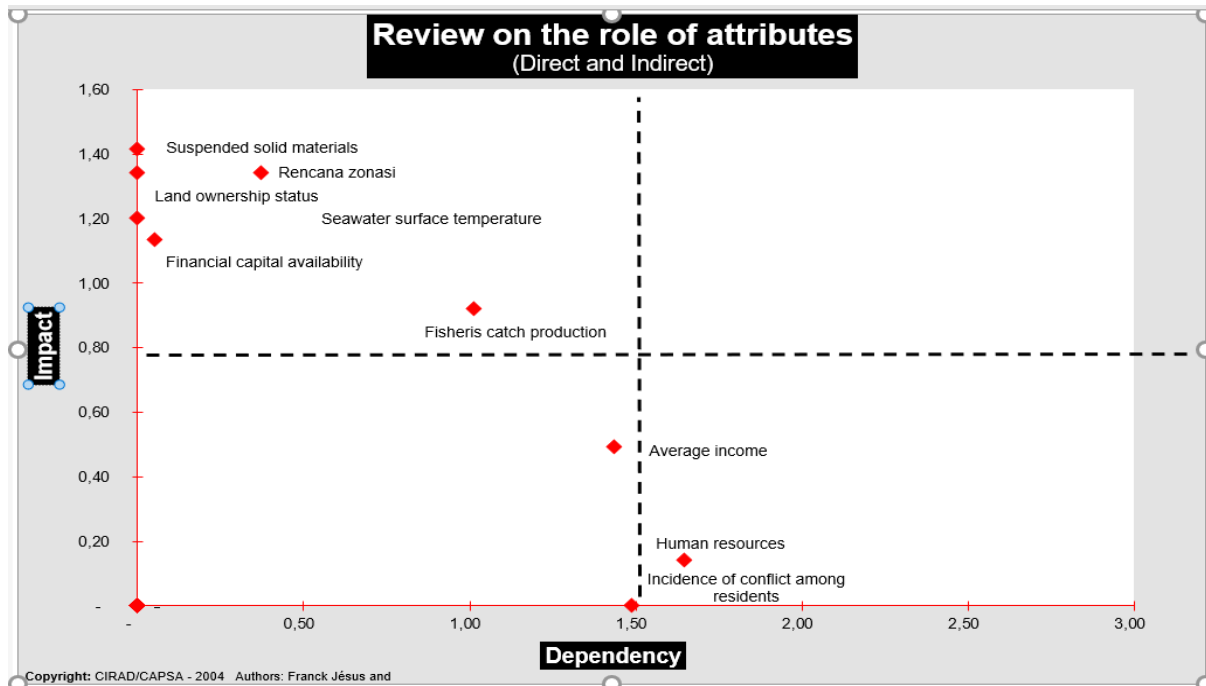 Review on the role of attributes
(Direct and Indirect)
1,60
1,40
1,20
1,00
0,80
0,60
0,40
0,20
-
-
Suspended solid materials
Rencana zonasi
Land ownership status
Seawater surface temperature
Financial capital availability
Fisheris catch production
Average income
Human resources
Incidence of conflict among
residents
Impact
-
0,50
1,00
1,50
2,00
2,50
3,00
Dependency
Copyright: CIRAD/CAPSA - 2004 Authors: Franck Jésus and